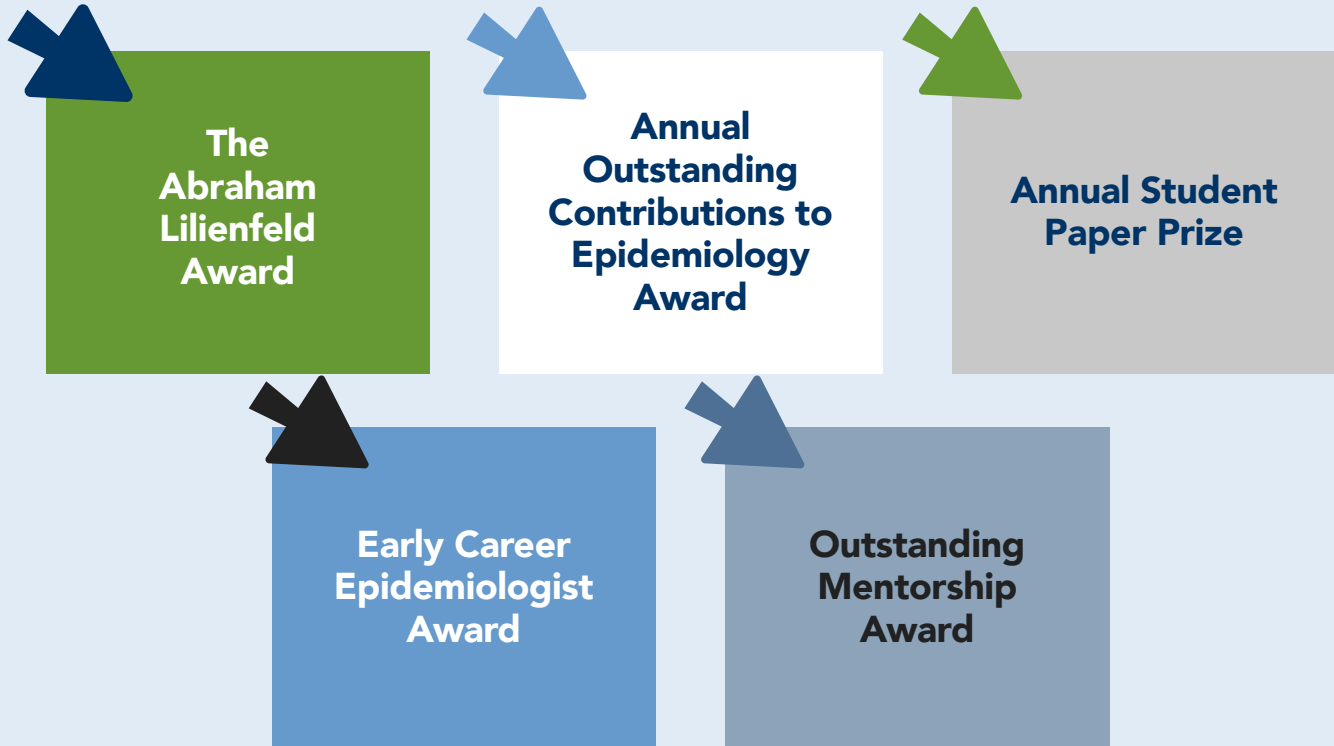 The
Abraham
Lilienfeld
Award
Annual
Outstanding
Contributions to
Epidemiology
Award
Annual Student
Paper Prize
Early Career
Epidemiologist
Award
Outstanding
Mentorship
Award